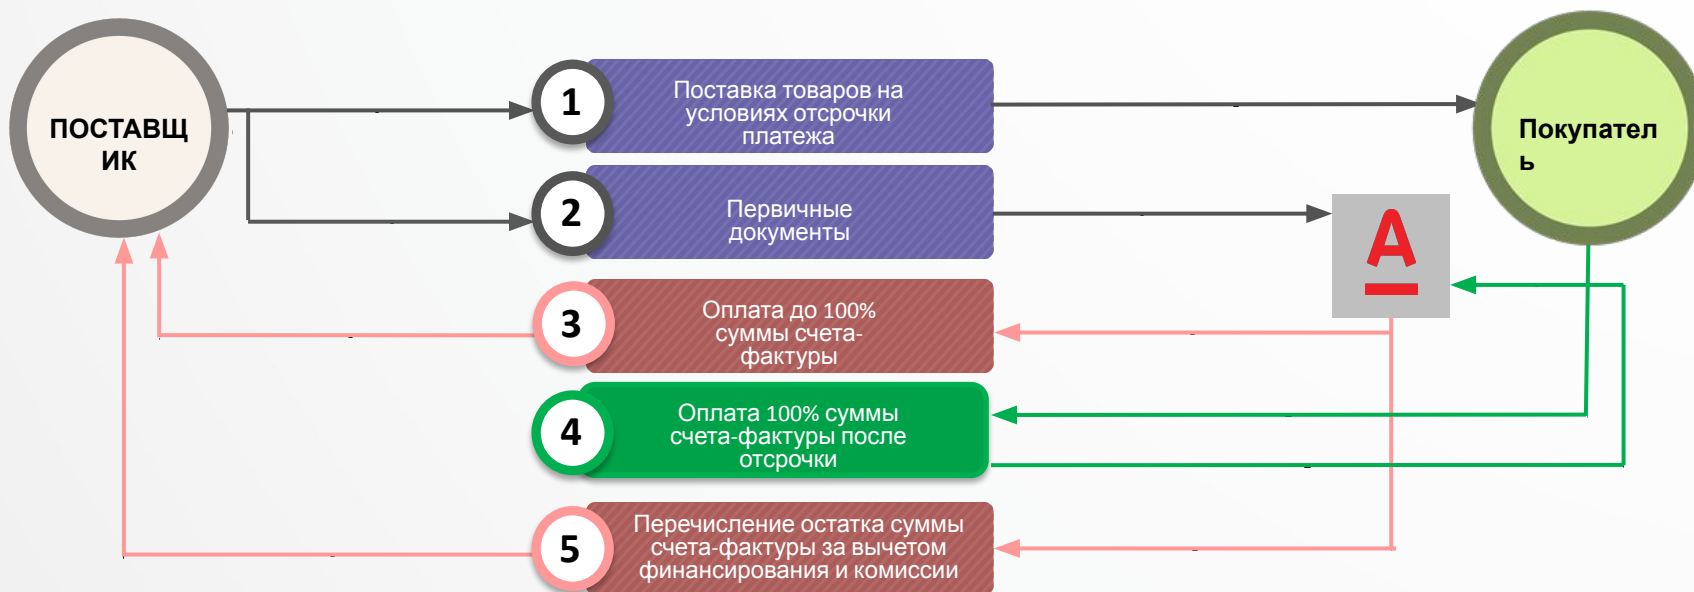 ПОСТАВЩ
ИК
1
Поставка товаров на
условиях отсрочки
платежа
Покупател
ь
2
Первичные
документы
А
3
Оплата до 100%
суммы счета-
фактуры
4
Оплата 100% суммы
счета-фактуры после
отсрочки
5
Перечисление остатка суммы
счета-фактуры за вычетом
финансирования и комиссии